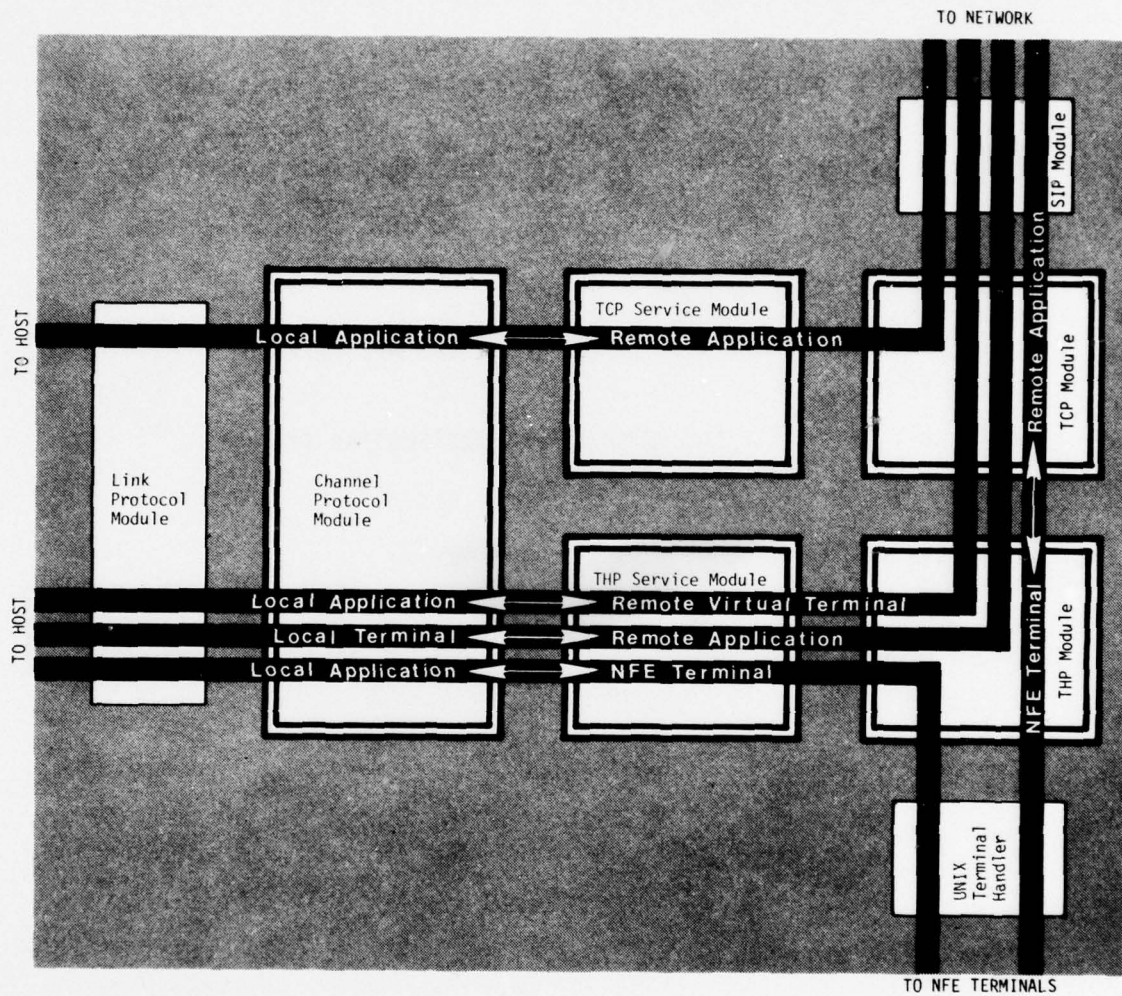 TO NETWORK
SIP Module
TO HOST
Local Application
TCP Service Module
Remote Application
Remote Application
TCP Module
Link
Protocol
Module
Channel
Protocol
Module
TO HOST
THP Service Module
Local Application
Remote Virtual Terminal
Local Terminal
Remote Application
Local Application
NFE Terminal
NFE Terminal
THP Module
UNIX
Terminal
Handler
TO NFE TERMINALS